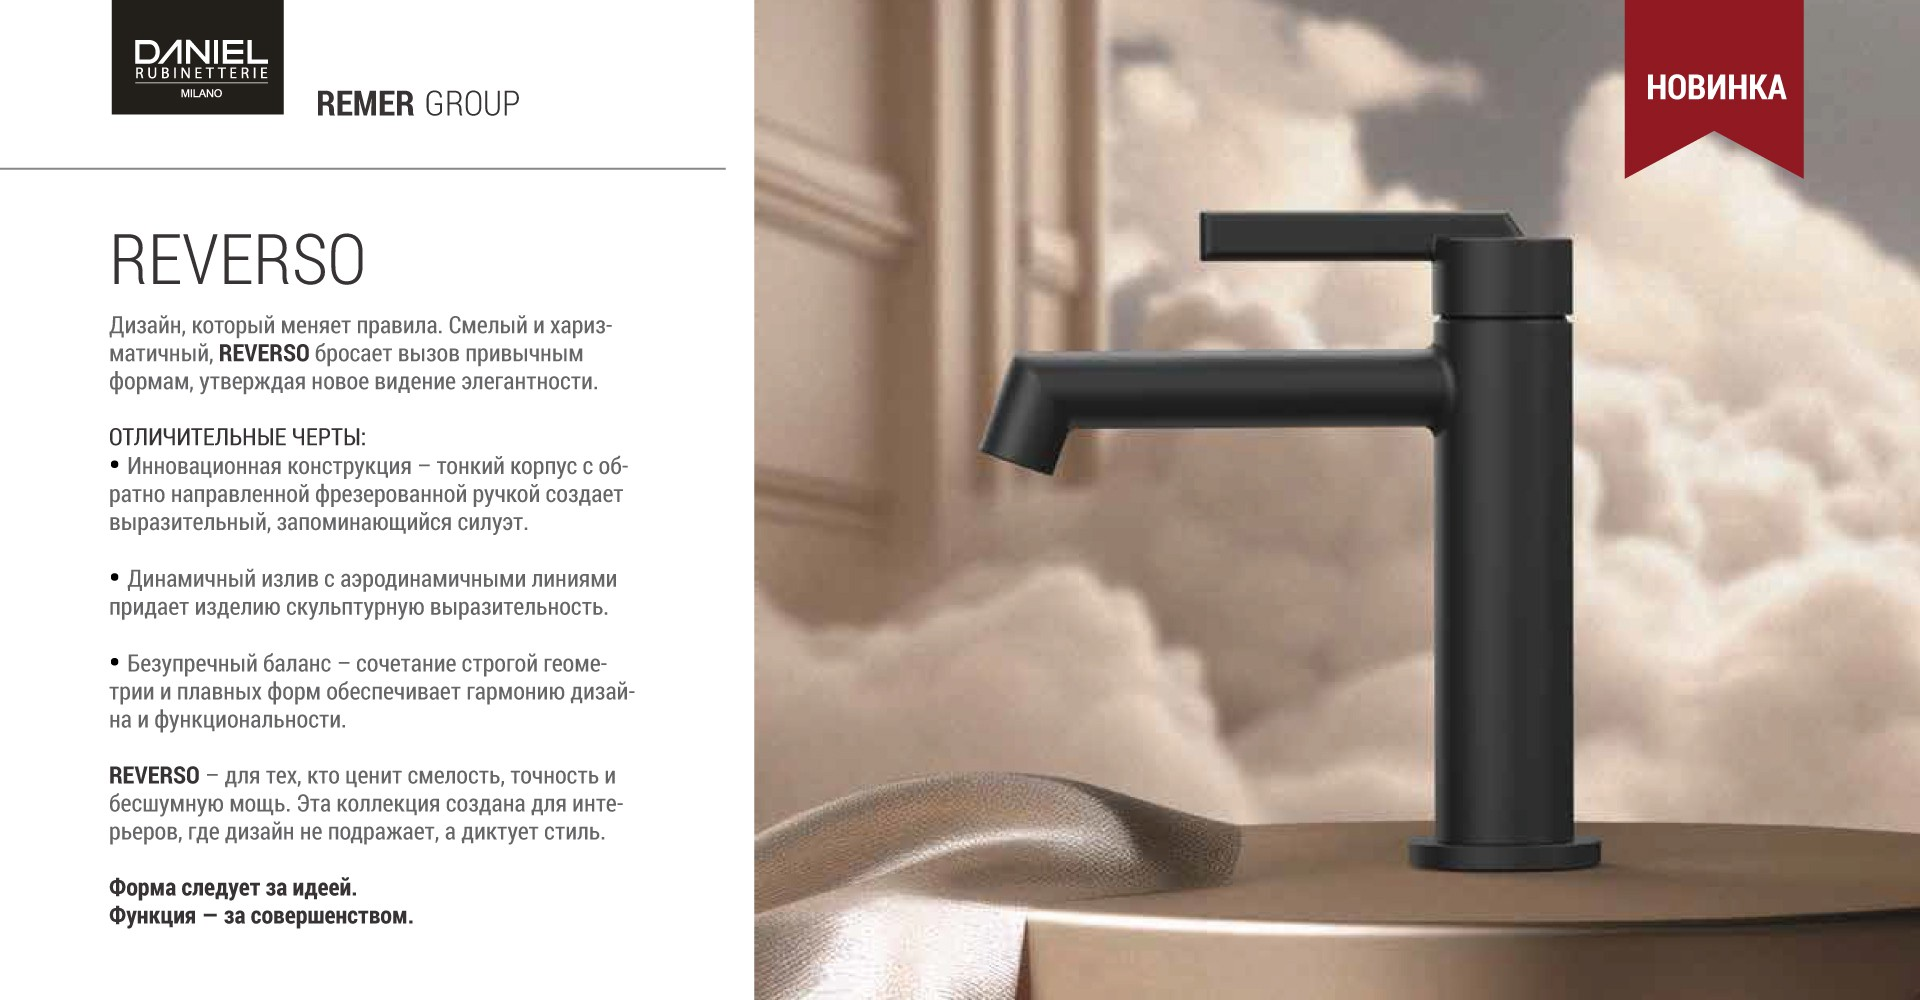 DANIEL
RUBINETTERIE
MILANO
REMER GROUP
НОВИНКА
REVERSO
Дизайн, который меняет правила. Смелый и хариз-
матичный, REVERSO бросает вызов привычным
формам, утверждая новое видение элегантности.
ОТЛИЧИТЕЛЬНЫЕ ЧЕРТЫ:
• Инновационная конструкция – тонкий корпус с об-
ратно направленной фрезерованной ручкой создает
выразительный, запоминающийся силуэт.
• Динамичный излив с аэродинамичными линиями
придает изделию скульптурную выразительность.
• Безупречный баланс – сочетание строгой геоме-
трии и плавных форм обеспечивает гармонию дизай-
на и функциональности.
REVERSO – для тех, кто ценит смелость, точность и
бесшумную мощь. Эта коллекция создана для инте-
рьеров, где дизайн не подражает, а диктует стиль.
Форма следует за идеей.
Функция — за совершенством.